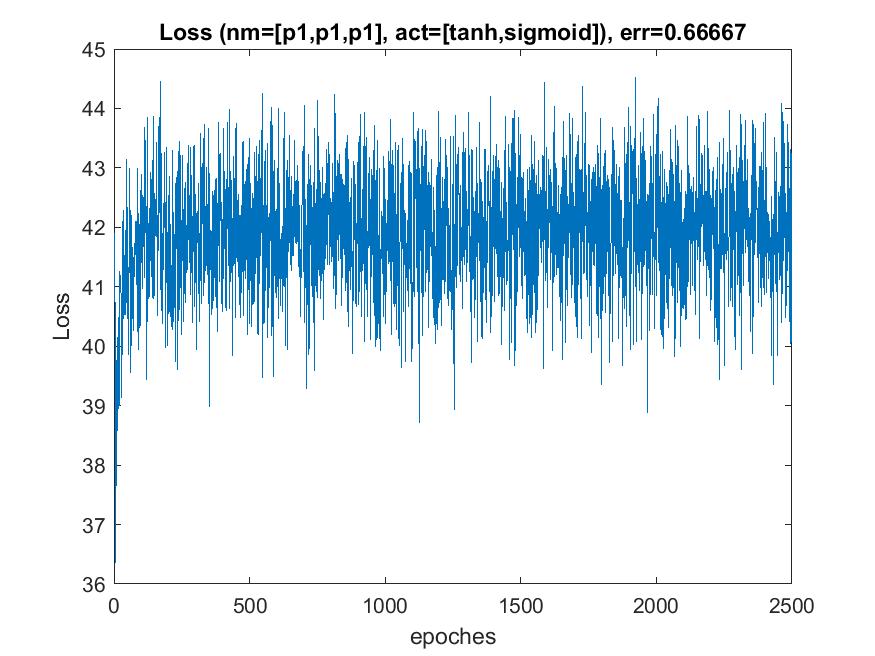 Loss (nm=[p1,p1,p1], act=[tanh,sigmoid]), err=0.66667
45
44
43
42
41
40
39
38
37
36
Loss
0 500 1000 1500 2000 2500
epoches